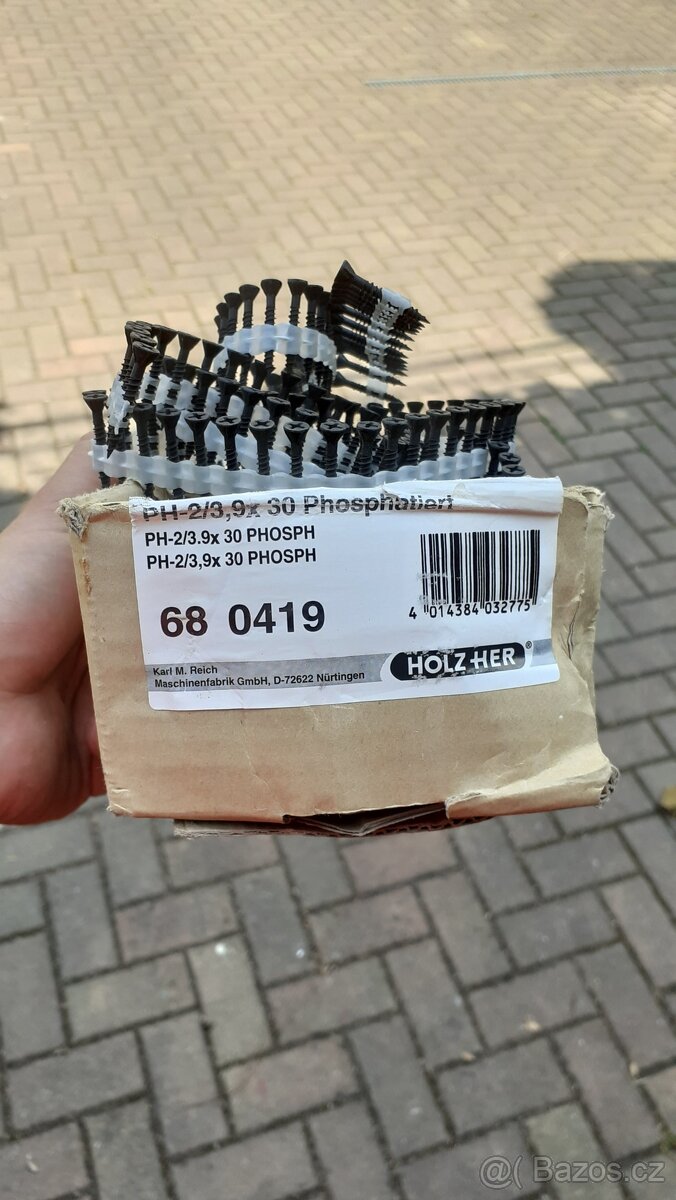 PH-2/3,9x 30 Phosphatiert
PH-2/3.9x 30 PHOSPH
PH-2/3,9x 30 PHOSPH
68 0419
4 014384 032775
Karl M. Reich
Maschinenfabrik GmbH, D-72622 Nürtingen
HOLZ-HER®
@( Bazos.cz